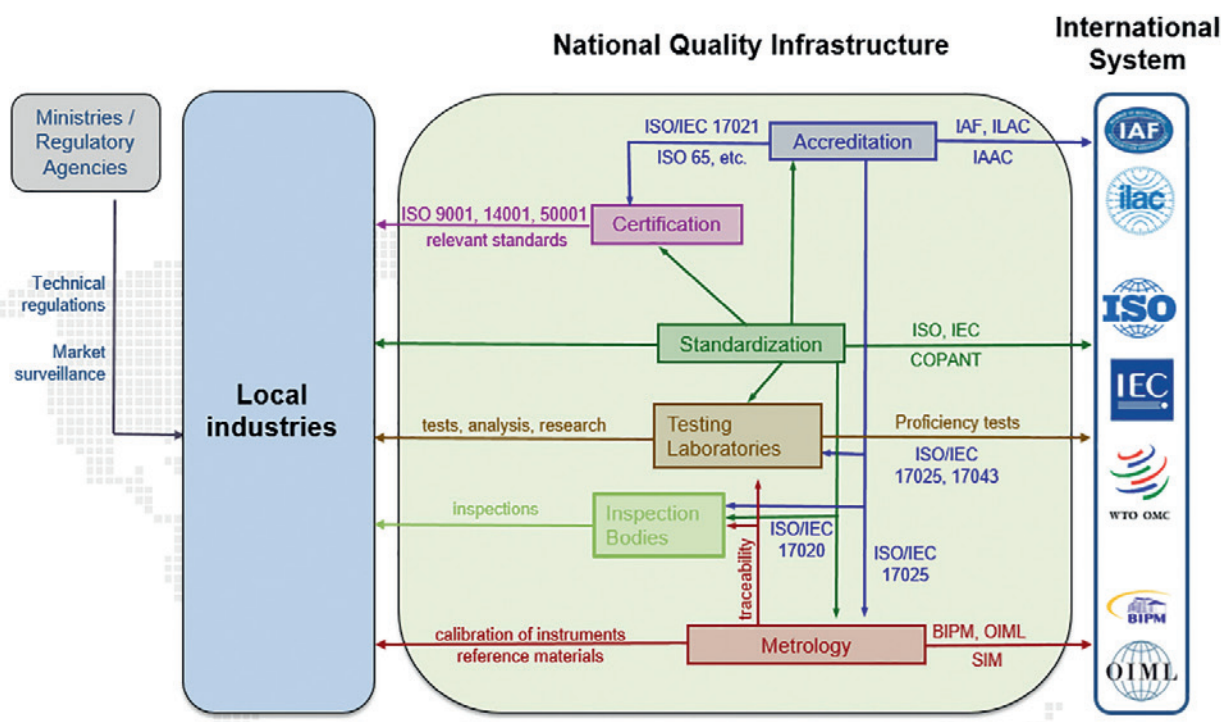 National Quality Infrastructure
International
System
Ministries /
Regulatory
Agencies
Technical
regulations
Market
surveillance
Local
industries
ISO/IEC 17021
ISO 65, etc.
Accreditation
IAF, ILAC
IAAC
ISO 9001, 14001, 50001
relevant standards
Certification
Standardization
ISO, IEC
COPANT
tests, analysis, research
Testing
Laboratories
Proficiency tests
ISO/IEC
17025, 17043
inspections
Inspection
Bodies
ISO/IEC
17020
ISO/IEC
17025
traceability
calibration of instruments
reference materials
Metrology
BIPM, OIML
SIM
IAF
ilac
ISO
IEC
WTO OMC
BIPM
OIML